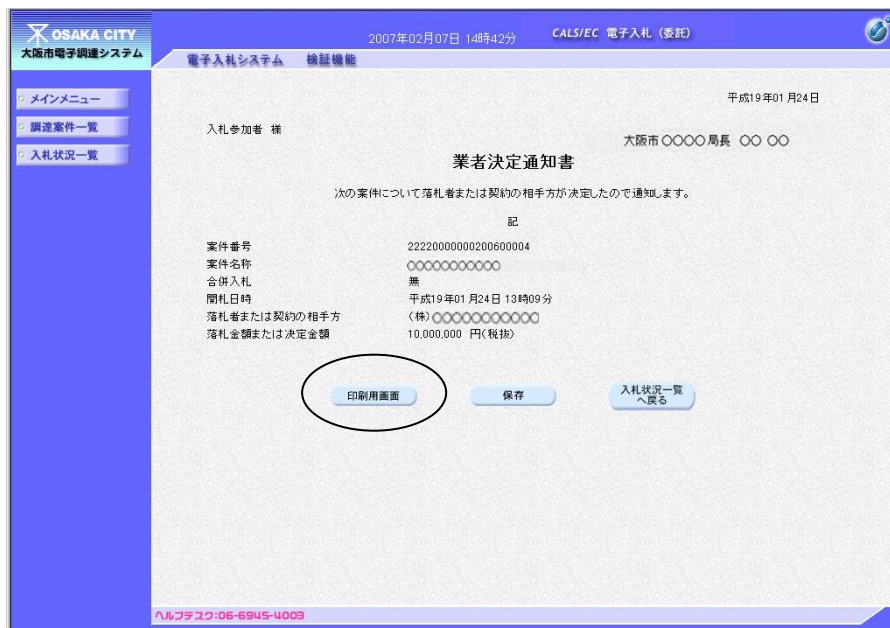 OSAKA CITY
大阪市電子調達システム
2007年02月07日 14時42分
CALS/EC 電子入札（委託）
電子入札システム 検証機能
メインメニュー
調達案件一覧
入札状況一覧
平成19年01月24日
入札参加者 様
大阪市○○○○局長 ○○ ○○
業者決定通知書
次の案件について落札者または契約の相手方が決定したので通知します。
記
案件番号 22220000000200600004
案件名称 ○○○○○○○○○○○
合併入札 無
開札日時 平成19年01月24日 13時09分
落札者または契約の相手方 （株）○○○○○○○○○○○○
落札金額または決定金額 10,000,000 円(税抜)
印刷用画面
保存
入札状況一覧
へ戻る
ヘルプデスク:06-6945-4003